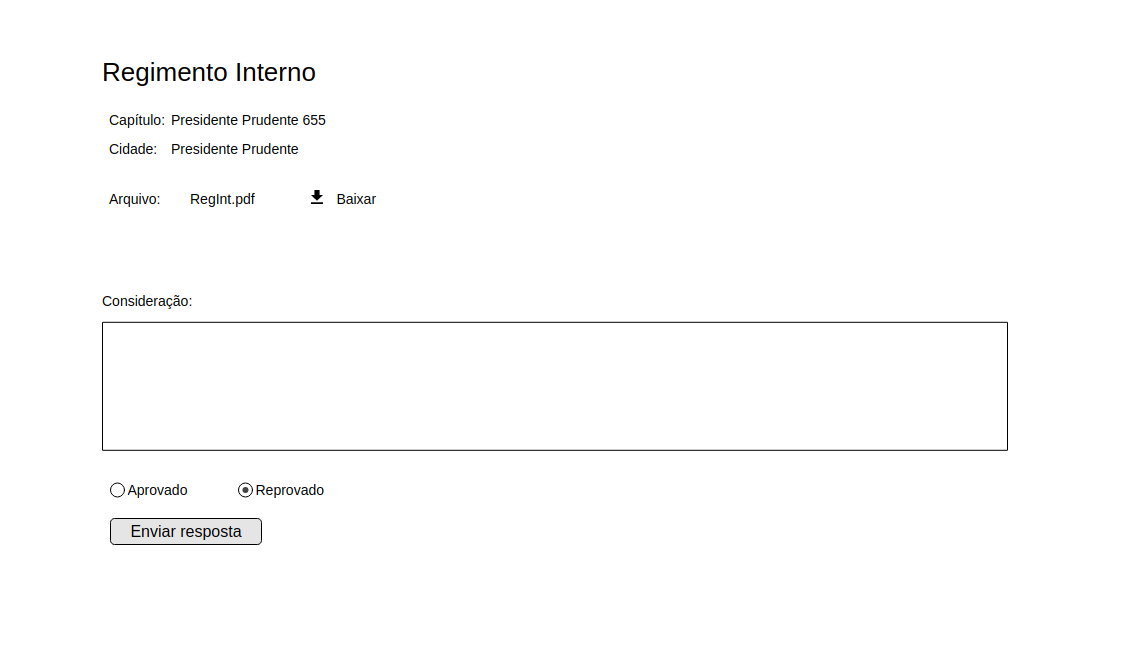 Regimento Interno
Capítulo: Presidente Prudente 655
Cidade: Presidente Prudente
Arquivo: RegInt.pdf Baixar
Consideração:
Aprovado Reprovado
Enviar resposta